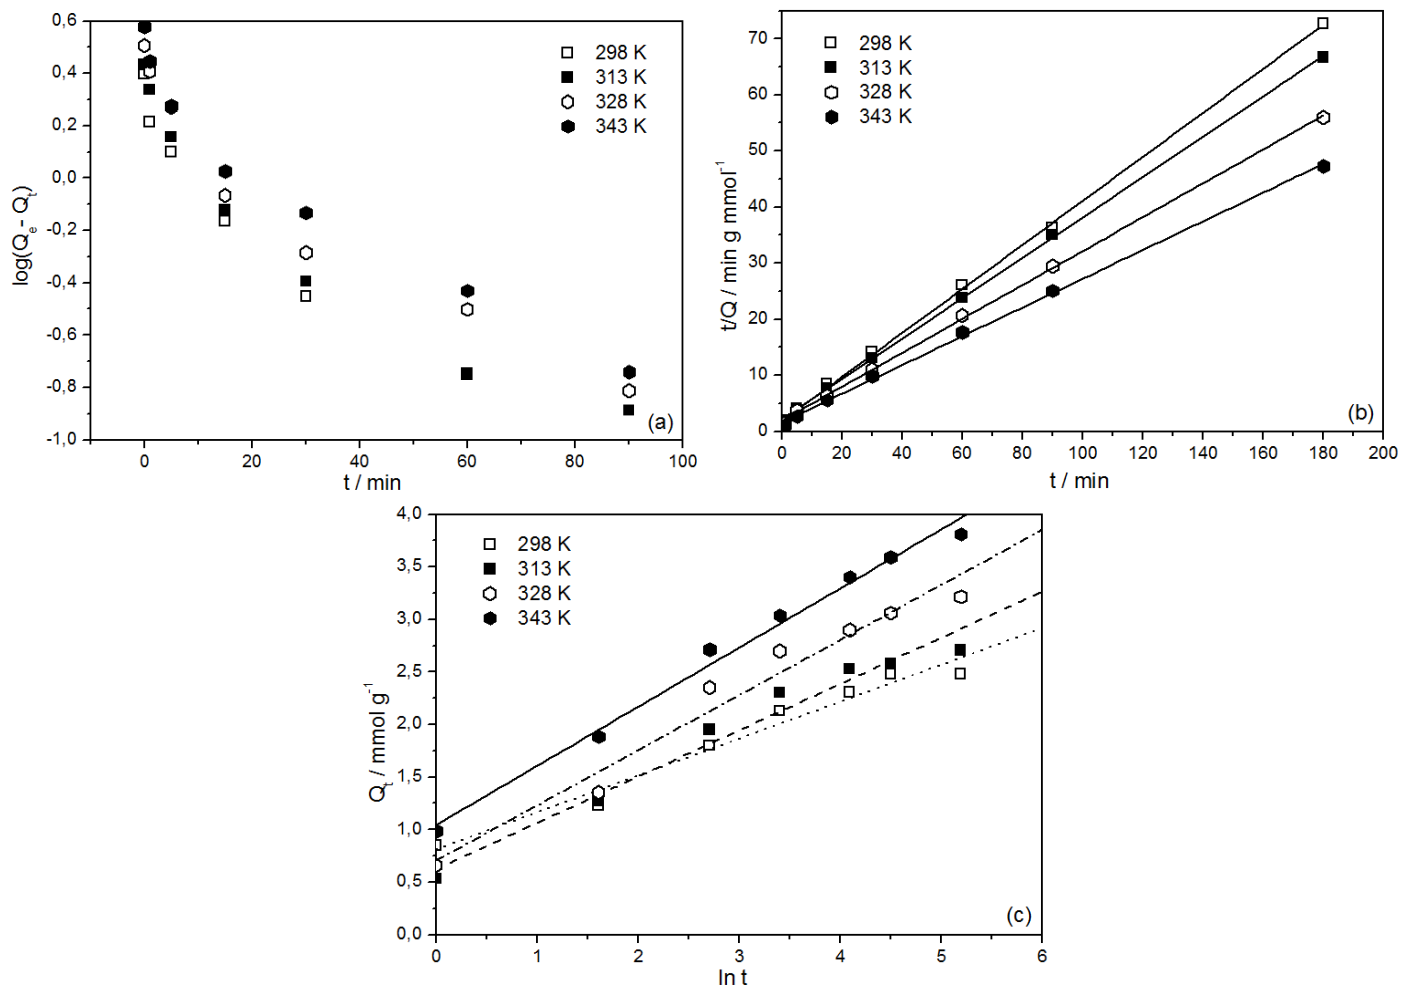 0,6
0,4
0,2
0,0
-0,2
-0,4
-0,6
-0,8
-1,0
log(Qe - Qt)
298 K
313 K
328 K
343 K
(a)
0 20 40 60 80 100
t / min
70
60
50
40
30
20
10
0
t/Q / min g mmol-1
298 K
313 K
328 K
343 K
(b)
0 20 40 60 80 100 120 140 160 180 200
t / min
4,0
3,5
3,0
2,5
2,0
1,5
1,0
0,5
0,0
Qt / mmol g-1
298 K
313 K
328 K
343 K
(c)
0 1 2 3 4 5 6
ln t